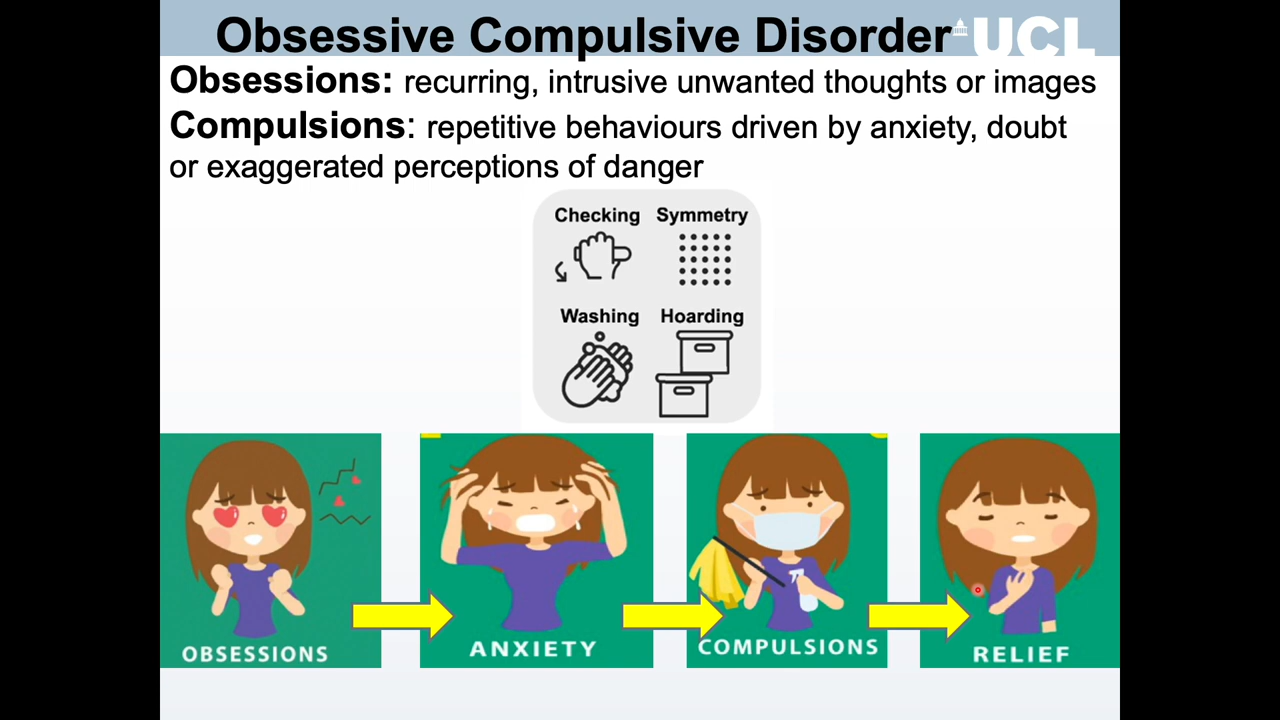 Obsessive Compulsive Disorder
UCL
Obsessions: recurring, intrusive unwanted thoughts or images
Compulsions: repetitive behaviours driven by anxiety, doubt
or exaggerated perceptions of danger
Checking Symmetry
Washing Hoarding
OBSESSIONS
ANXIETY
COMPULSIONS
RELIEF